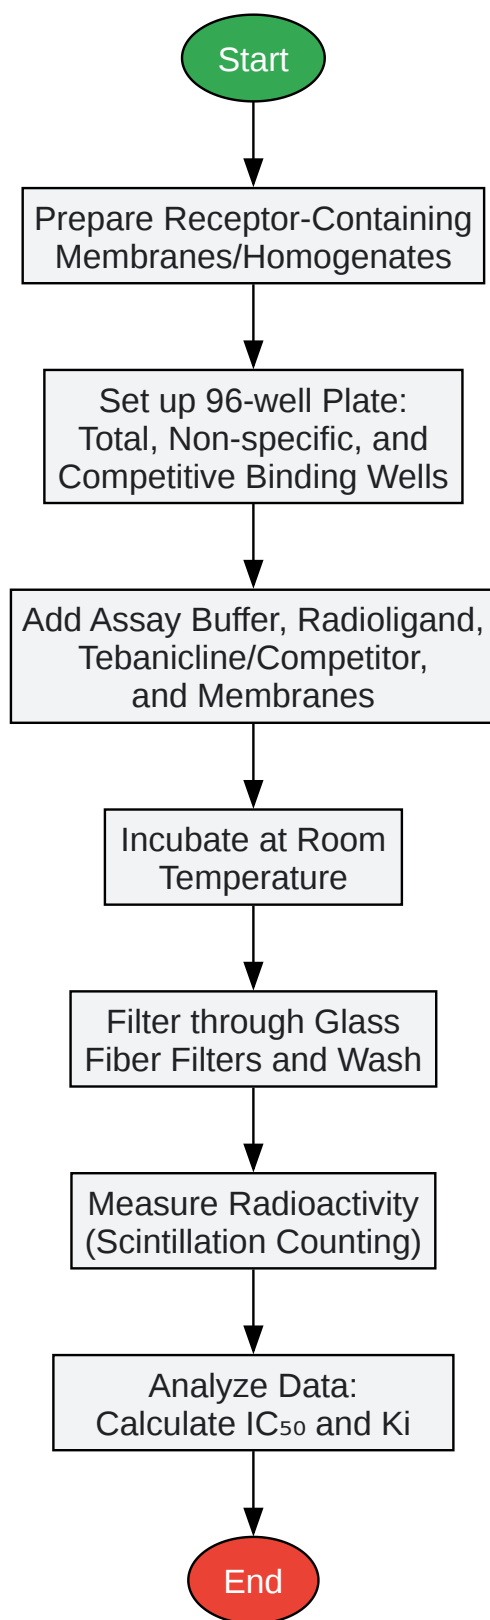 Start
Prepare Receptor-Containing
Membranes/Homogenates
Set up 96-well Plate:
Total, Non-specific, and
Competitive Binding Wells
Add Assay Buffer, Radioligand,
Tebanicline/Competitor,
and Membranes
Incubate at Room
Temperature
Filter through Glass
Fiber Filters and Wash
Measure Radioactivity
(Scintillation Counting)
Analyze Data:
Calculate IC₅₀ and Ki
End